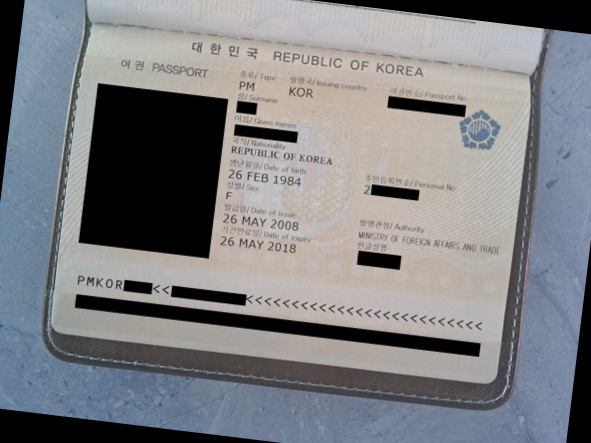 대한민국 REPUBLIC OF KOREA
여권 PASSPORT
종류/ Type
발행국/ Issuing country
여권번호/ Passport No.
PM
KOR
성/ Surname
이름/ Given names
국적/ Nationality
REPUBLIC OF KOREA
생년월일/ Date of birth
주민등록번호/ Personal No
26 FEB 1984
2
성별/ Sex
F
발급일/ Date of issue
발행관청/ Authority
26 MAY 2008
MINISTRY OF FOREIGN AFFAIRS AND TRADE
기간만료일/ Date of expiry
한글성명
26 MAY 2018
PMKOR
<<
<<<<<<<<<<<<<<<<<<<<<<<<<<<